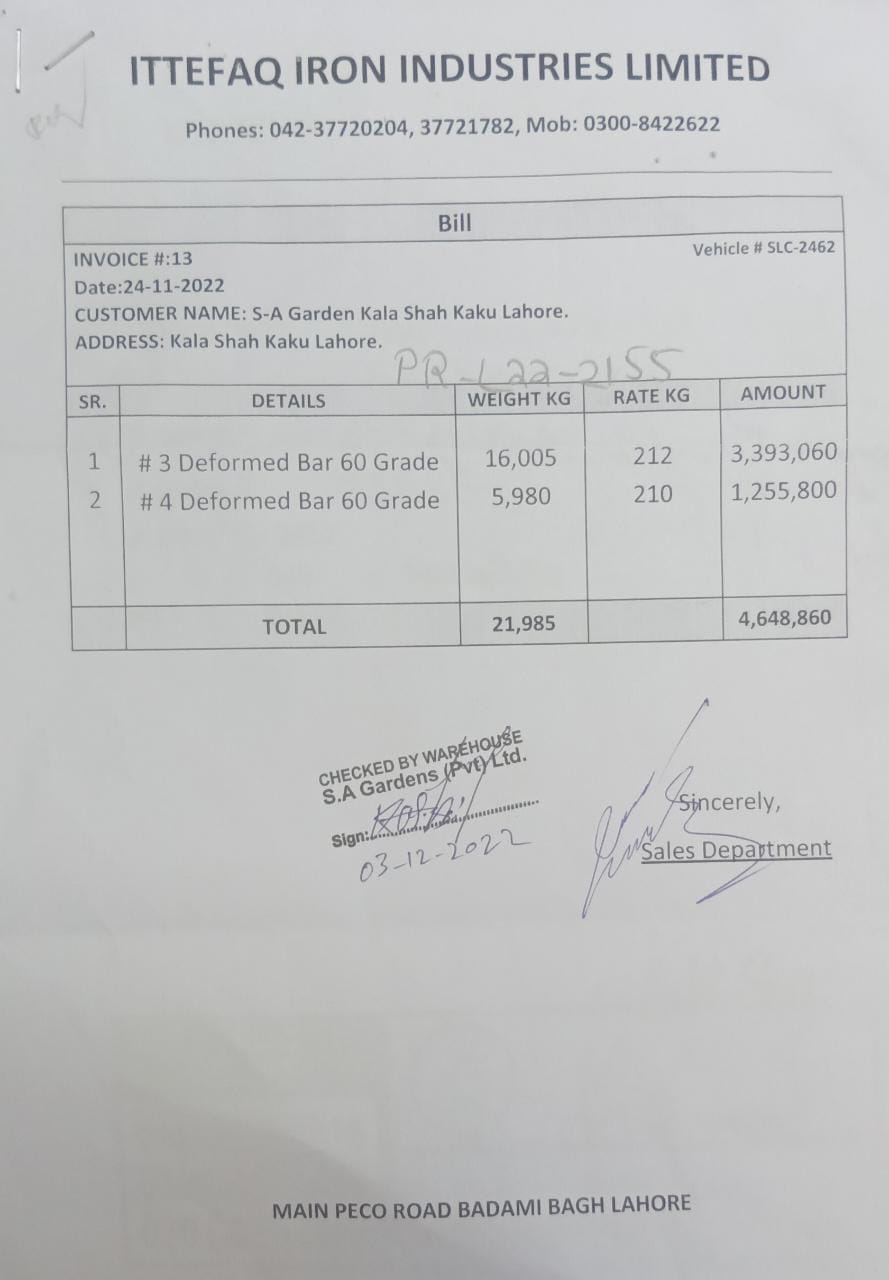 ITTEFAQ IRON INDUSTRIES LIMITED
Phones: 042-37720204, 37721782, Mob: 0300-8422622
Bill
INVOICE #:13
Vehicle # SLC-2462
Date:24-11-2022
CUSTOMER NAME: S-A Garden Kala Shah Kaku Lahore.
ADDRESS: Kala Shah Kaku Lahore.
PR-L22-2155
SR. DETAILS WEIGHT KG RATE KG AMOUNT
1 # 3 Deformed Bar 60 Grade 16,005 212 3,393,060
2 # 4 Deformed Bar 60 Grade 5,980 210 1,255,800
TOTAL 21,985 4,648,860
CHECKED BY WAREHOUSE
S.A Gardens (Pvt) Ltd.
Sign:
03-12-2022
Sincerely,
Sales Department
MAIN PECO ROAD BADAMI BAGH LAHORE